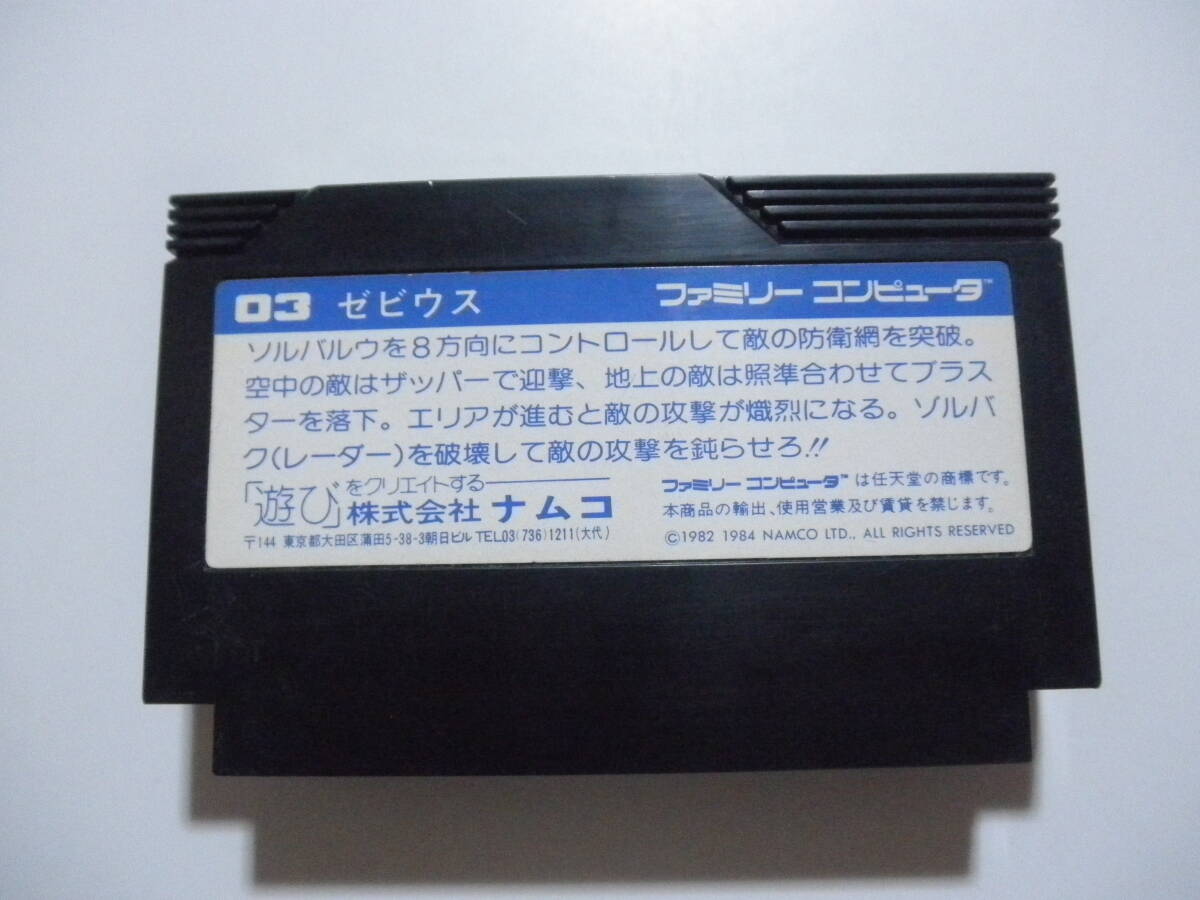 03 ゼビウス ファミリー コンピュータ™
ソルバルウを8方向にコントロールして敵の防衛網を突破。
空中の敵はザッパーで迎撃、地上の敵は照準合わせてブラス
ターを落下。エリアが進むと敵の攻撃が熾烈になる。ゾルバ
ク(レーダー)を破壊して敵の攻撃を鈍らせろ!!
「遊び」をクリエイトする──
株式会社 ナムコ
〒144 東京都大田区蒲田5-38-3朝日ビル TEL03(736)1211(大代)
ファミリー コンピュータ™は任天堂の商標です。
本商品の輸出、使用営業及び賃貸を禁じます。
©1982 1984 NAMCO LTD., ALL RIGHTS RESERVED